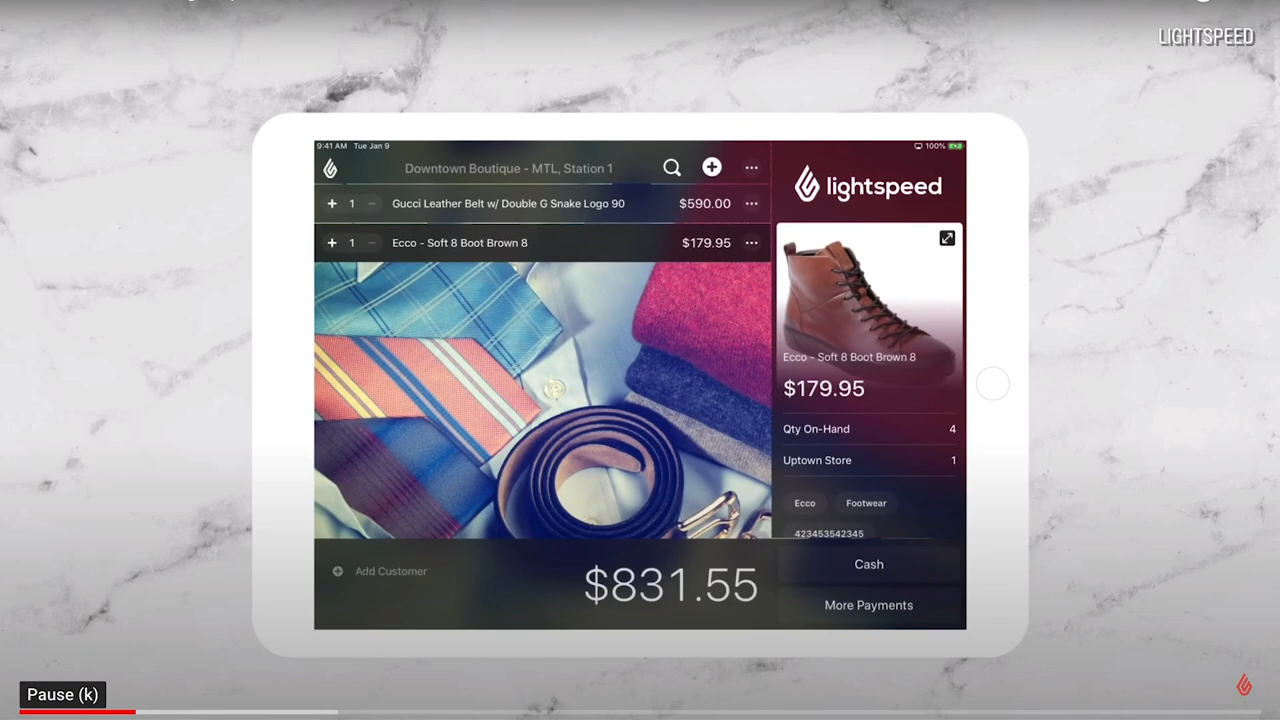 LIGHTSPEED
9:41 AM Tue Jan 9
100%
Downtown Boutique - MTL, Station 1
lightspeed
+ 1 − Gucci Leather Belt w/ Double G Snake Logo 90 $590.00
+ 1 − Ecco - Soft 8 Boot Brown 8 $179.95
Ecco - Soft 8 Boot Brown 8
$179.95
Qty On-Hand 4
Uptown Store 1
Ecco Footwear
423453542345
Add Customer
$831.55
Cash
More Payments
Pause (k)